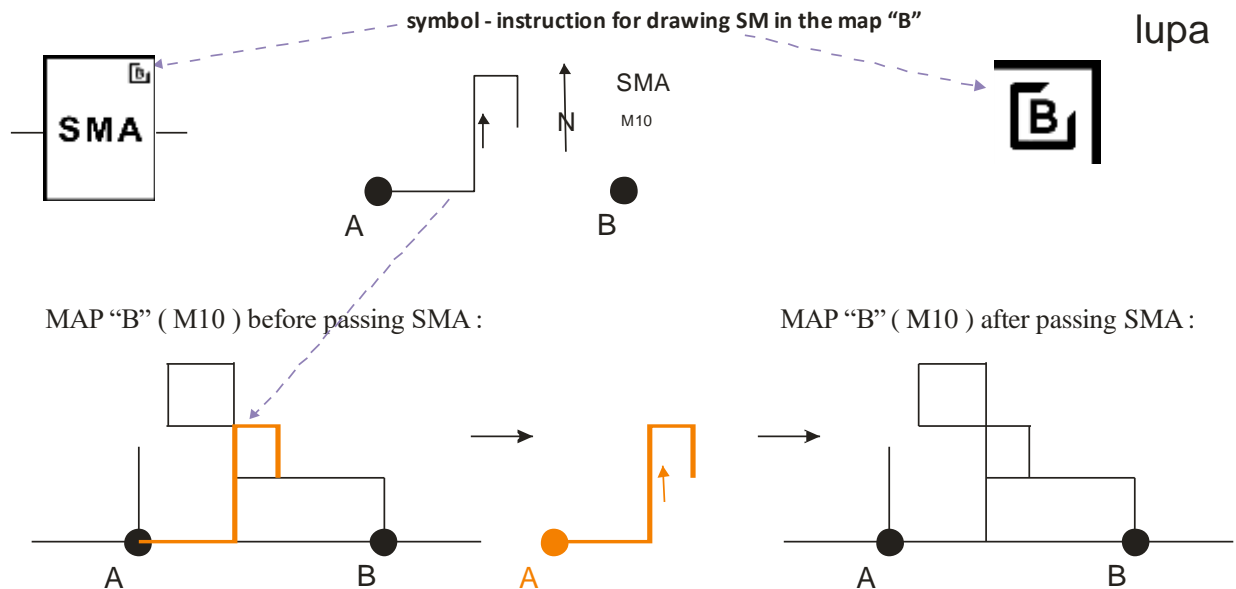 symbol - instruction for drawing SM in the map “B”
lupa
B
SMA
SMA
N
M10
B
A
B
MAP “B” ( M10 ) before passing SMA :
MAP “B” ( M10 ) after passing SMA :
A
B
A
A
B